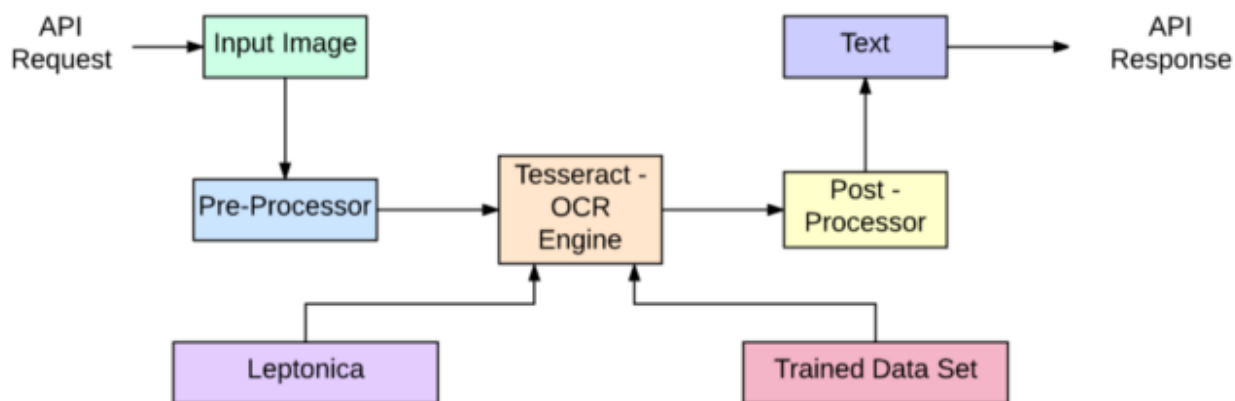 API
Request
Input Image
Text
API
Response
Pre-Processor
Tesseract -
OCR
Engine
Post -
Processor
Leptonica
Trained Data Set